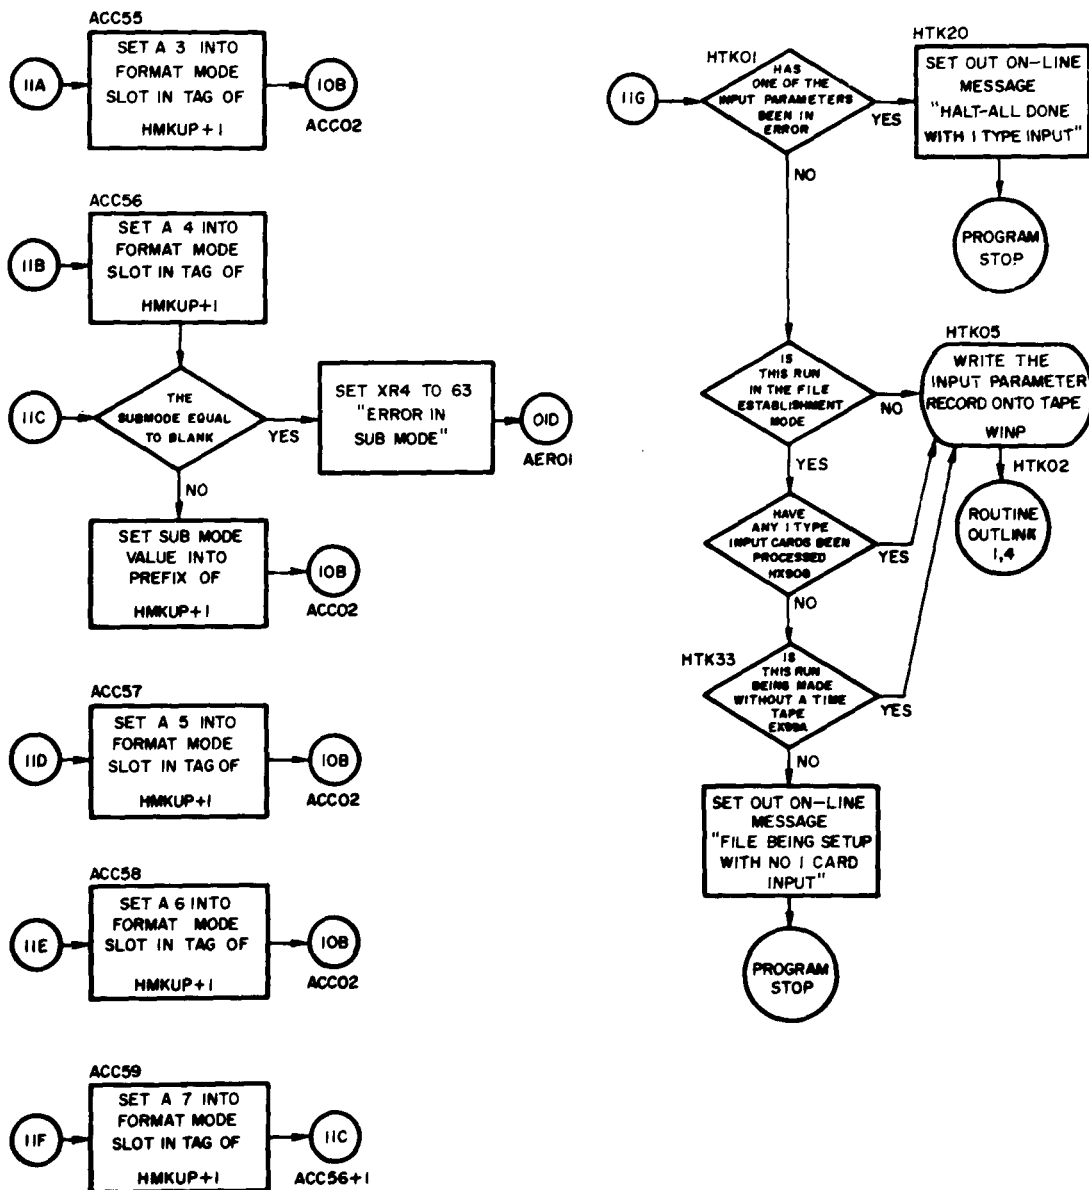 ACC55
11A
SET A 3 INTO
FORMAT MODE
SLOT IN TAG OF
HMKUP+1
10B
ACC02
ACC56
11B
SET A 4 INTO
FORMAT MODE
SLOT IN TAG OF
HMKUP+1
11C
THE
SUBMODE EQUAL
TO BLANK
YES
SET XR4 TO 63
"ERROR IN
SUB MODE"
01D
AER01
NO
SET SUB MODE
VALUE INTO
PREFIX OF
HMKUP+1
10B
ACC02
ACC57
11D
SET A 5 INTO
FORMAT MODE
SLOT IN TAG OF
HMKUP+1
10B
ACC02
ACC58
11E
SET A 6 INTO
FORMAT MODE
SLOT IN TAG OF
HMKUP+1
10B
ACC02
ACC59
11F
SET A 7 INTO
FORMAT MODE
SLOT IN TAG OF
HMKUP+1
11C
ACC56+1
HTK01
11G
HAS
ONE OF THE
INPUT PARAMETERS
BEEN IN
ERROR
YES
HTK20
SET OUT ON-LINE
MESSAGE
"HALT-ALL DONE
WITH 1 TYPE INPUT"
PROGRAM
STOP
NO
IS
THIS RUN
IN THE FILE
ESTABLISHMENT
MODE
NO
HTK05
WRITE THE
INPUT PARAMETER
RECORD ONTO TAPE
WINP
HTK02
ROUTINE
OUTLINK
1,4
YES
HAVE
ANY 1 TYPE
INPUT CARDS BEEN
PROCESSED
YES
NO
HTK33
IS
THIS RUN
BEING MADE
WITHOUT A TIME
TAPE
YES
NO
SET OUT ON-LINE
MESSAGE
"FILE BEING SETUP
WITH NO 1 CARD
INPUT"
PROGRAM
STOP